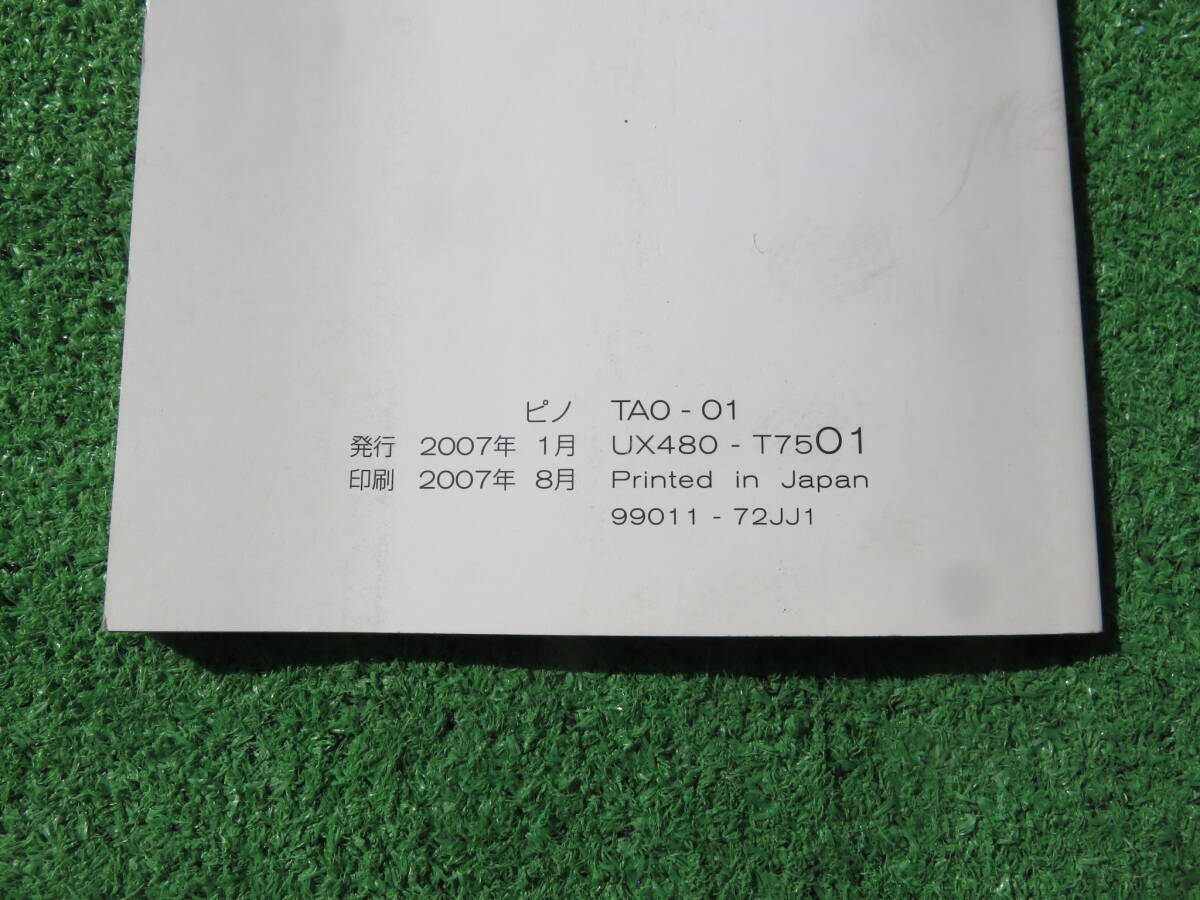 ピノ TA0 - 01
発行 2007年 1月 UX480 - T7501
印刷 2007年 8月 Printed in Japan
99011 - 72JJ1